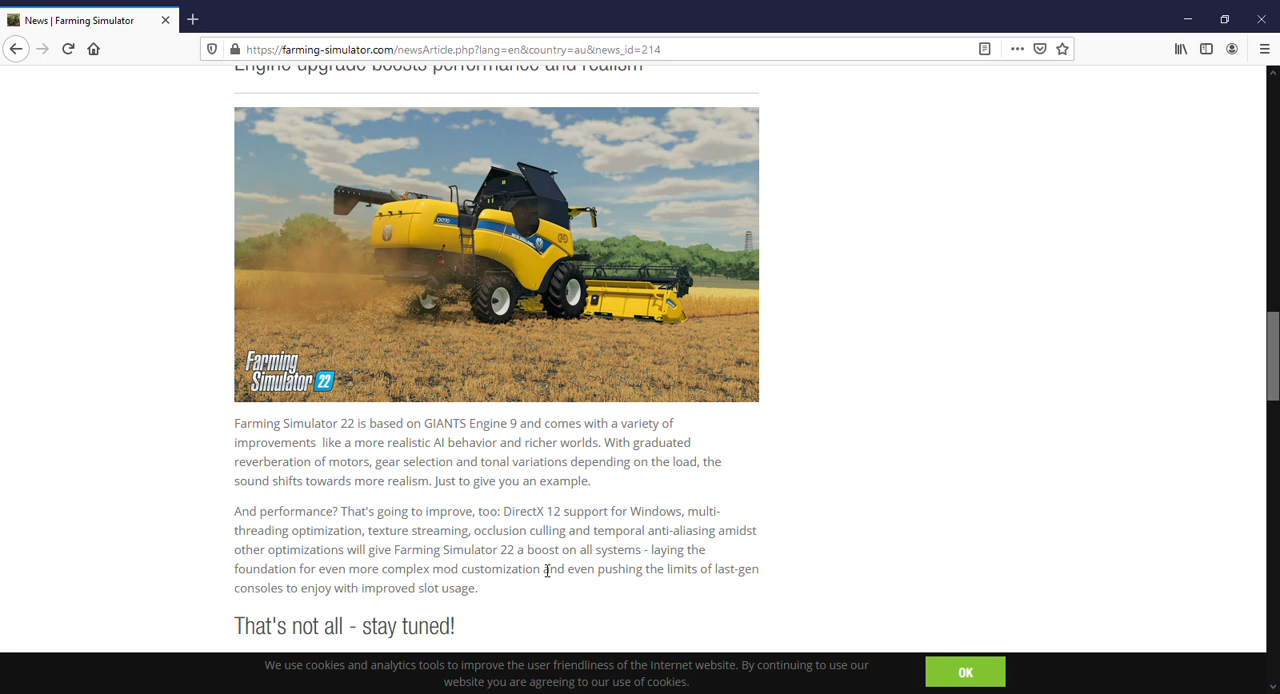 News | Farming Simulator
https://farming-simulator.com/newsArticle.php?lang=en&country=au&news_id=214
Engine upgrade boosts performance and realism
Farming
Simulator 22
Farming Simulator 22 is based on GIANTS Engine 9 and comes with a variety of
improvements like a more realistic AI behavior and richer worlds. With graduated
reverberation of motors, gear selection and tonal variations depending on the load, the
sound shifts towards more realism. Just to give you an example.
And performance? That's going to improve, too: DirectX 12 support for Windows, multi-
threading optimization, texture streaming, occlusion culling and temporal anti-aliasing amidst
other optimizations will give Farming Simulator 22 a boost on all systems - laying the
foundation for even more complex mod customization and even pushing the limits of last-gen
consoles to enjoy with improved slot usage.
That's not all - stay tuned!
We use cookies and analytics tools to improve the user friendliness of the Internet website. By continuing to use our
website you are agreeing to our use of cookies.
OK